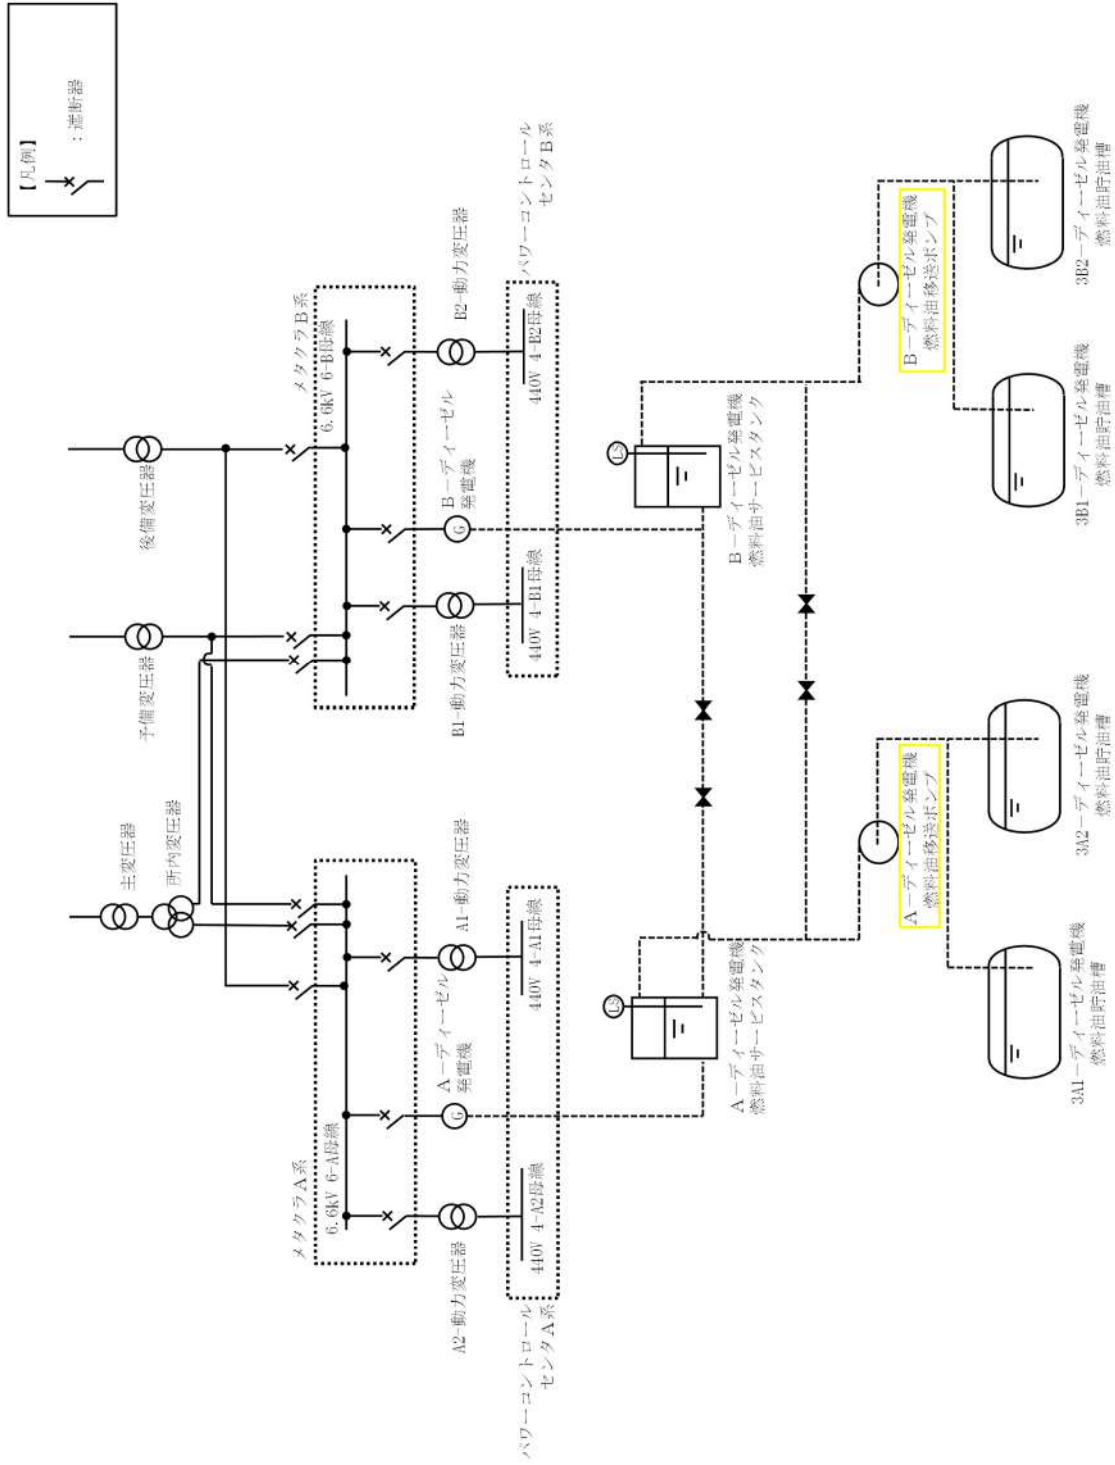 【凡例】
：遮断器
主変圧器
所内変圧器
予備変圧器
後備変圧器
メタクラA系
6.6kV 6-A母線
メタクラB系
6.6kV 6-B母線
A2-動力変圧器
A－ディーゼル
発電機
G
A1-動力変圧器
B1-動力変圧器
B－ディーゼル
発電機
G
B2-動力変圧器
パワーコントロール
センタA系
440V 4-A2母線
440V 4-A1母線
440V 4-B1母線
440V 4-B2母線
パワーコントロール
センタB系
LS
A－ディーゼル発電機
燃料油サービスタンク
LS
B－ディーゼル発電機
燃料油サービスタンク
A－ディーゼル発電機
燃料油移送ポンプ
B－ディーゼル発電機
燃料油移送ポンプ
3A1－ディーゼル発電機
燃料油貯油槽
3A2－ディーゼル発電機
燃料油貯油槽
3B1－ディーゼル発電機
燃料油貯油槽
3B2－ディーゼル発電機
燃料油貯油槽